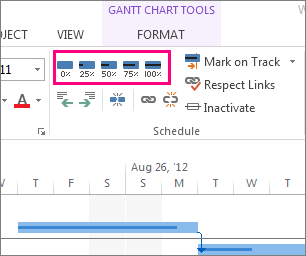 GANTT CHART TOOLS
OJECT VIEW FORMAT
11
0% 25% 50% 75% 100%
Mark on Track
Respect Links
A
Inactivate
Schedule
Aug 26, '12
T F S S M T